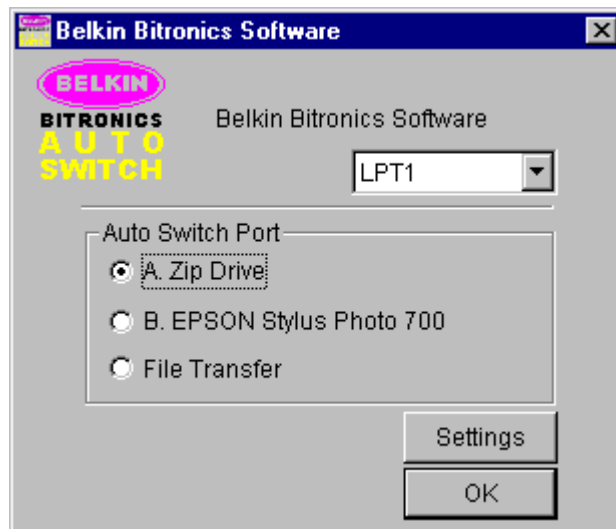 Belkin Bitronics Software
BELKIN
BITRONICS
AUTO
SWITCH
Belkin Bitronics Software
LPT1
Auto Switch Port
A. Zip Drive
B. EPSON Stylus Photo 700
File Transfer
Settings
OK